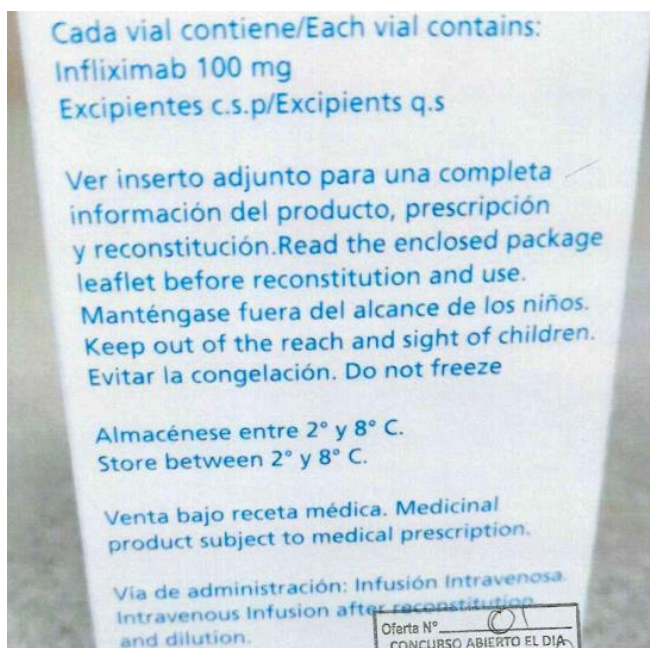 Cada vial contiene/Each vial contains:
Infliximab 100 mg
Excipientes c.s.p/Excipients q.s
Ver inserto adjunto para una completa
información del producto, prescripción
y reconstitución.Read the enclosed package
leaflet before reconstitution and use.
Manténgase fuera del alcance de los niños.
Keep out of the reach and sight of children.
Evitar la congelación. Do not freeze
Almacénese entre 2° y 8° C.
Store between 2° y 8° C.
Venta bajo receta médica. Medicinal
product subject to medical prescription.
Vía de administración: Infusión Intravenosa.
Intravenous Infusion after reconstitution
and dilution.
Oferta N°
CONCURSO ABIERTO EL DIA